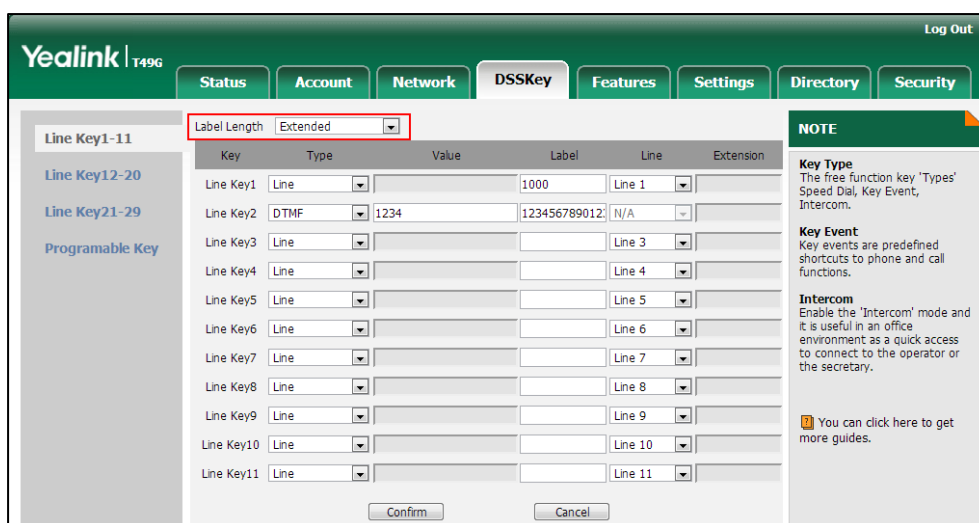 Log Out
Yealink T49G
Status Account Network DSSKey Features Settings Directory Security
Line Key1-11
Line Key12-20
Line Key21-29
Programable Key
Label Length Extended
Key Type Value Label Line Extension
Line Key1 Line 1000 Line 1
Line Key2 DTMF 1234 123456789012 N/A
Line Key3 Line Line 3
Line Key4 Line Line 4
Line Key5 Line Line 5
Line Key6 Line Line 6
Line Key7 Line Line 7
Line Key8 Line Line 8
Line Key9 Line Line 9
Line Key10 Line Line 10
Line Key11 Line Line 11
Confirm Cancel
NOTE
Key Type
The free function key 'Types'
Speed Dial, Key Event,
Intercom.
Key Event
Key events are predefined
shortcuts to phone and call
functions.
Intercom
Enable the 'Intercom' mode and
it is useful in an office
environment as a quick access
to connect to the operator or
the secretary.
? You can click here to get
more guides.